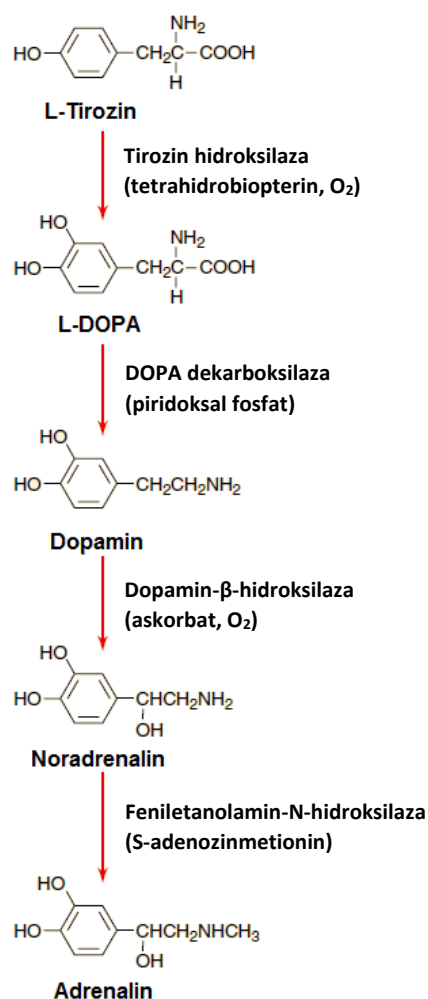 NH₂
HO CH₂C COOH
H
L-Tirozin
Tirozin hidroksilaza
(tetrahidrobiopterin, O₂)
HO
NH₂
HO CH₂C COOH
H
L-DOPA
DOPA dekarboksilaza
(piridoksal fosfat)
HO
HO CH₂CH₂NH₂
Dopamin
Dopamin-β-hidroksilaza
(askorbat, O₂)
HO
HO CHCH₂NH₂
OH
Noradrenalin
Feniletanolamin-N-hidroksilaza
(S-adenozinmetionin)
HO
HO CHCH₂NHCH₃
OH
Adrenalin